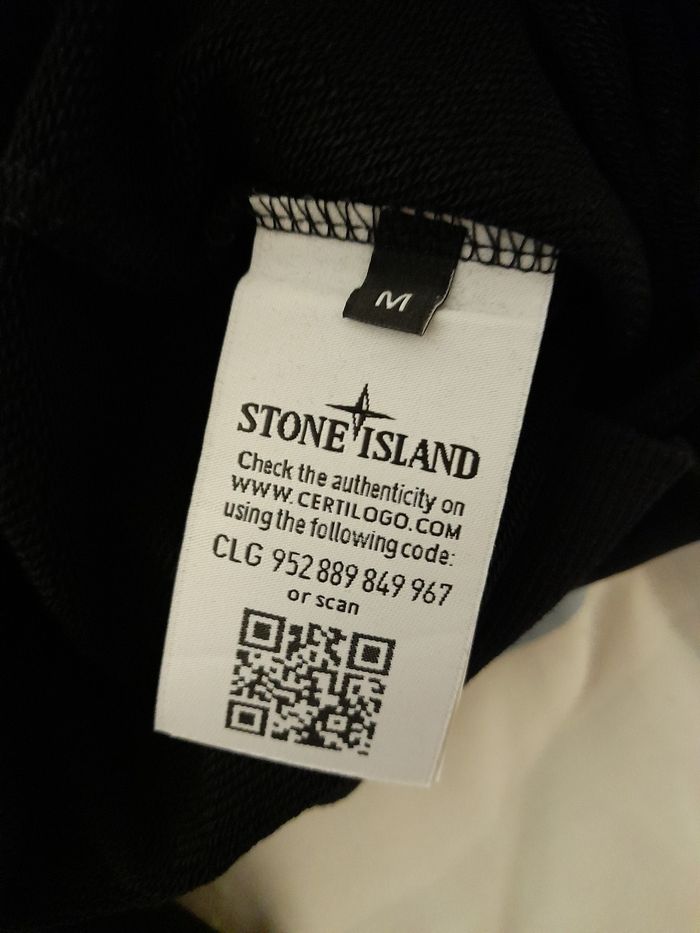 M
STONE ISLAND
Check the authenticity on
WWW.CERTILOGO.COM
using the following code:
CLG 952 889 849 967
or scan